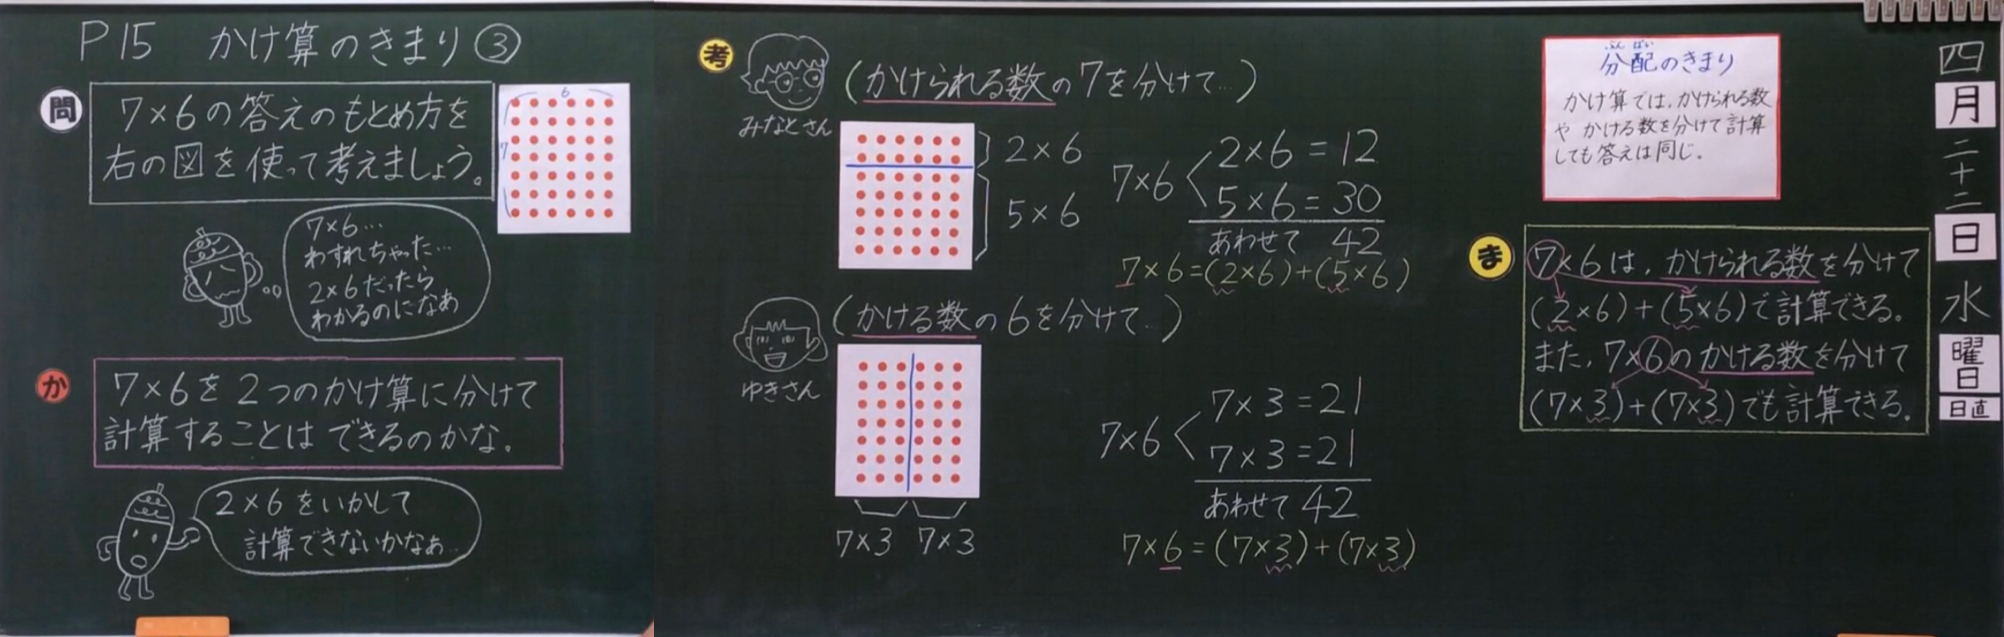 P15 かけ算のきまり③
問
7×6の答えのもとめ方を
右の図を使って考えましょう。
6
7
7×6…
わすれちゃった…
2×6だったら
わかるのになあ
か
7×6を2つのかけ算に分けて
計算することはできるのかな。
2×6をいかして
計算できないかなぁ
考
みなとさん
(かけられる数の7を分けて…)
2×6
5×6
7×6
2×6=12
5×6=30
あわせて 42
7×6=(2×6)+(5×6)
ゆきさん
(かける数の6を分けて…)
7×3 7×3
7×6
7×3=21
7×3=21
あわせて 42
7×6=(7×3)+(7×3)
ぶん ぱい
分配のきまり
かけ算では、かけられる数
や かける数を分けて計算
しても答えは同じ。
ま
7×6は、かけられる数を分けて
(2×6)+(5×6)で計算できる。
また、7×6のかける数を分けて
(7×3)+(7×3)でも計算できる。
四
月
二
十
二
日
水
曜
日
日直